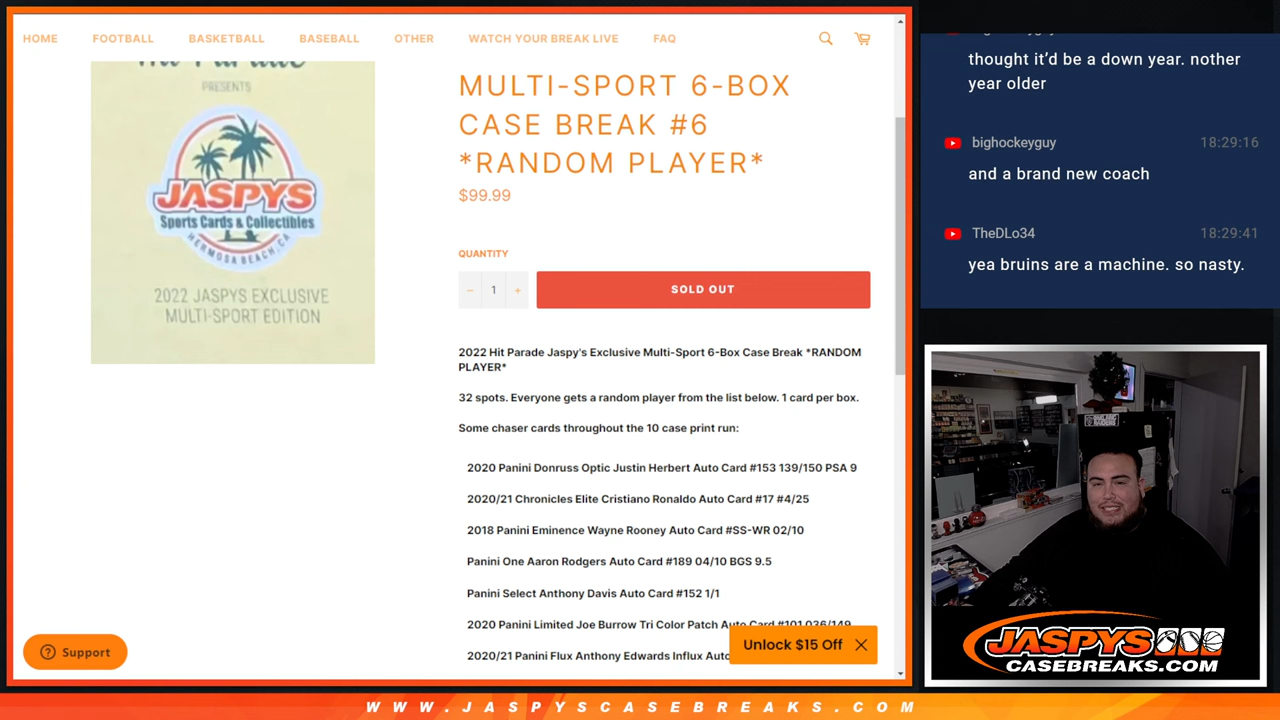 HOME FOOTBALL BASKETBALL BASEBALL OTHER WATCH YOUR BREAK LIVE FAQ
PRESENTS
JASPYS
Sports Cards & Collectibles
HERMOSA BEACH, CA
2022 JASPYS EXCLUSIVE
MULTI-SPORT EDITION
MULTI-SPORT 6-BOX
CASE BREAK #6
*RANDOM PLAYER*
$99.99
QUANTITY
− 1 +
SOLD OUT
2022 Hit Parade Jaspy's Exclusive Multi-Sport 6-Box Case Break *RANDOM
PLAYER*
32 spots. Everyone gets a random player from the list below. 1 card per box.
Some chaser cards throughout the 10 case print run:
2020 Panini Donruss Optic Justin Herbert Auto Card #153 139/150 PSA 9
2020/21 Chronicles Elite Cristiano Ronaldo Auto Card #17 #4/25
2018 Panini Eminence Wayne Rooney Auto Card #SS-WR 02/10
Panini One Aaron Rodgers Auto Card #189 04/10 BGS 9.5
Panini Select Anthony Davis Auto Card #152 1/1
2020 Panini Limited Joe Burrow Tri Color Patch Auto Card #101 036/149
2020/21 Panini Flux Anthony Edwards Influx Auto
Support
Unlock $15 Off
thought it'd be a down year. nother
year older
bighockeyguy 18:29:16
and a brand new coach
TheDLo34 18:29:41
yea bruins are a machine. so nasty.
JASPYS
CASEBREAKS.COM
WWW.JASPYSCASEBREAKS.COM